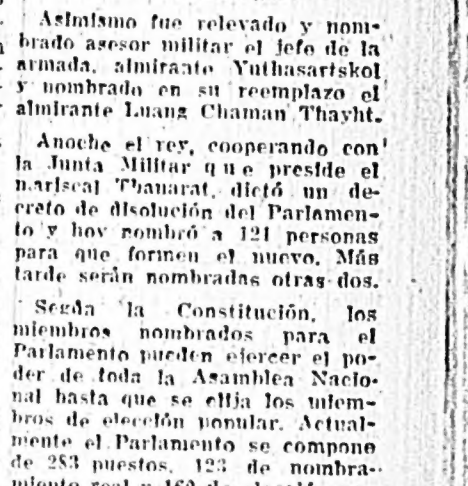 Asimismo fue relevado y nom-
brado asesor militar el jefe de la
armada, almirante Yuthasartskol
y nombrado en su reemplazo el
almirante Luang Chaman Thayht.
Anoche el rey, cooperando con
la Junta Militar que preside el
mariscal Thanarat, dictó un de-
creto de disolución del Parlamen-
to y hoy nombró a 121 personas
para que formen el nuevo. Más
tarde serán nombradas otras dos.
Según la Constitución, los
miembros nombrados para el
Parlamento pueden ejercer el po-
der de toda la Asamblea Nacio-
nal hasta que se elija los miem-
bros de elección popular. Actual-
mente el Parlamento se compone
de 283 puestos, 123 de nombra-
miento real y 160 de elección